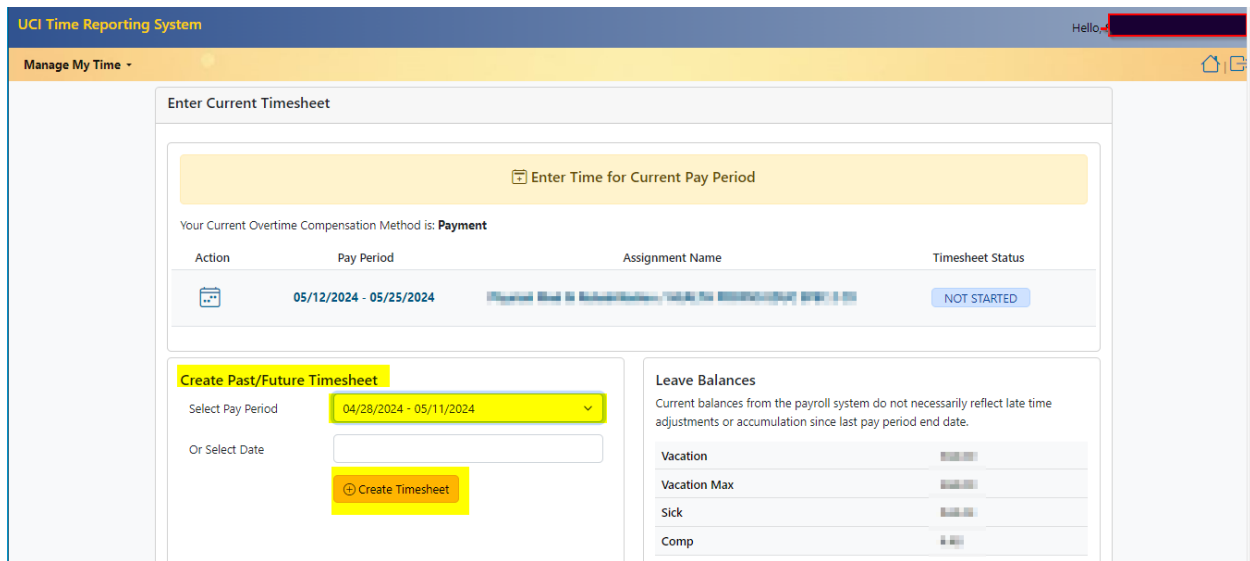 UCI Time Reporting System
Hello,
Manage My Time
Enter Current Timesheet
Enter Time for Current Pay Period
Your Current Overtime Compensation Method is: Payment
Action Pay Period Assignment Name Timesheet Status
05/12/2024 - 05/25/2024 NOT STARTED
Create Past/Future Timesheet
Select Pay Period 04/28/2024 - 05/11/2024
Or Select Date
Create Timesheet
Leave Balances
Current balances from the payroll system do not necessarily reflect late time
adjustments or accumulation since last pay period end date.
Vacation
Vacation Max
Sick
Comp